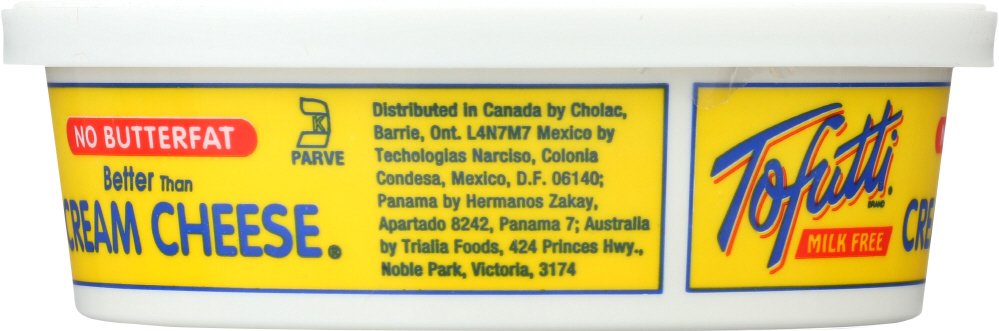 NO BUTTERFAT
Better Than
CREAM CHEESE®
K
PARVE
Distributed in Canada by Cholac,
Barrie, Ont. L4N7M7 Mexico by
Techologias Narciso, Colonia
Condesa, Mexico, D.F. 06140;
Panama by Hermanos Zakay,
Apartado 8242, Panama 7; Australia
by Trialia Foods, 424 Princes Hwy.,
Noble Park, Victoria, 3174
Tofutti®
BRAND
MILK FREE
CRE